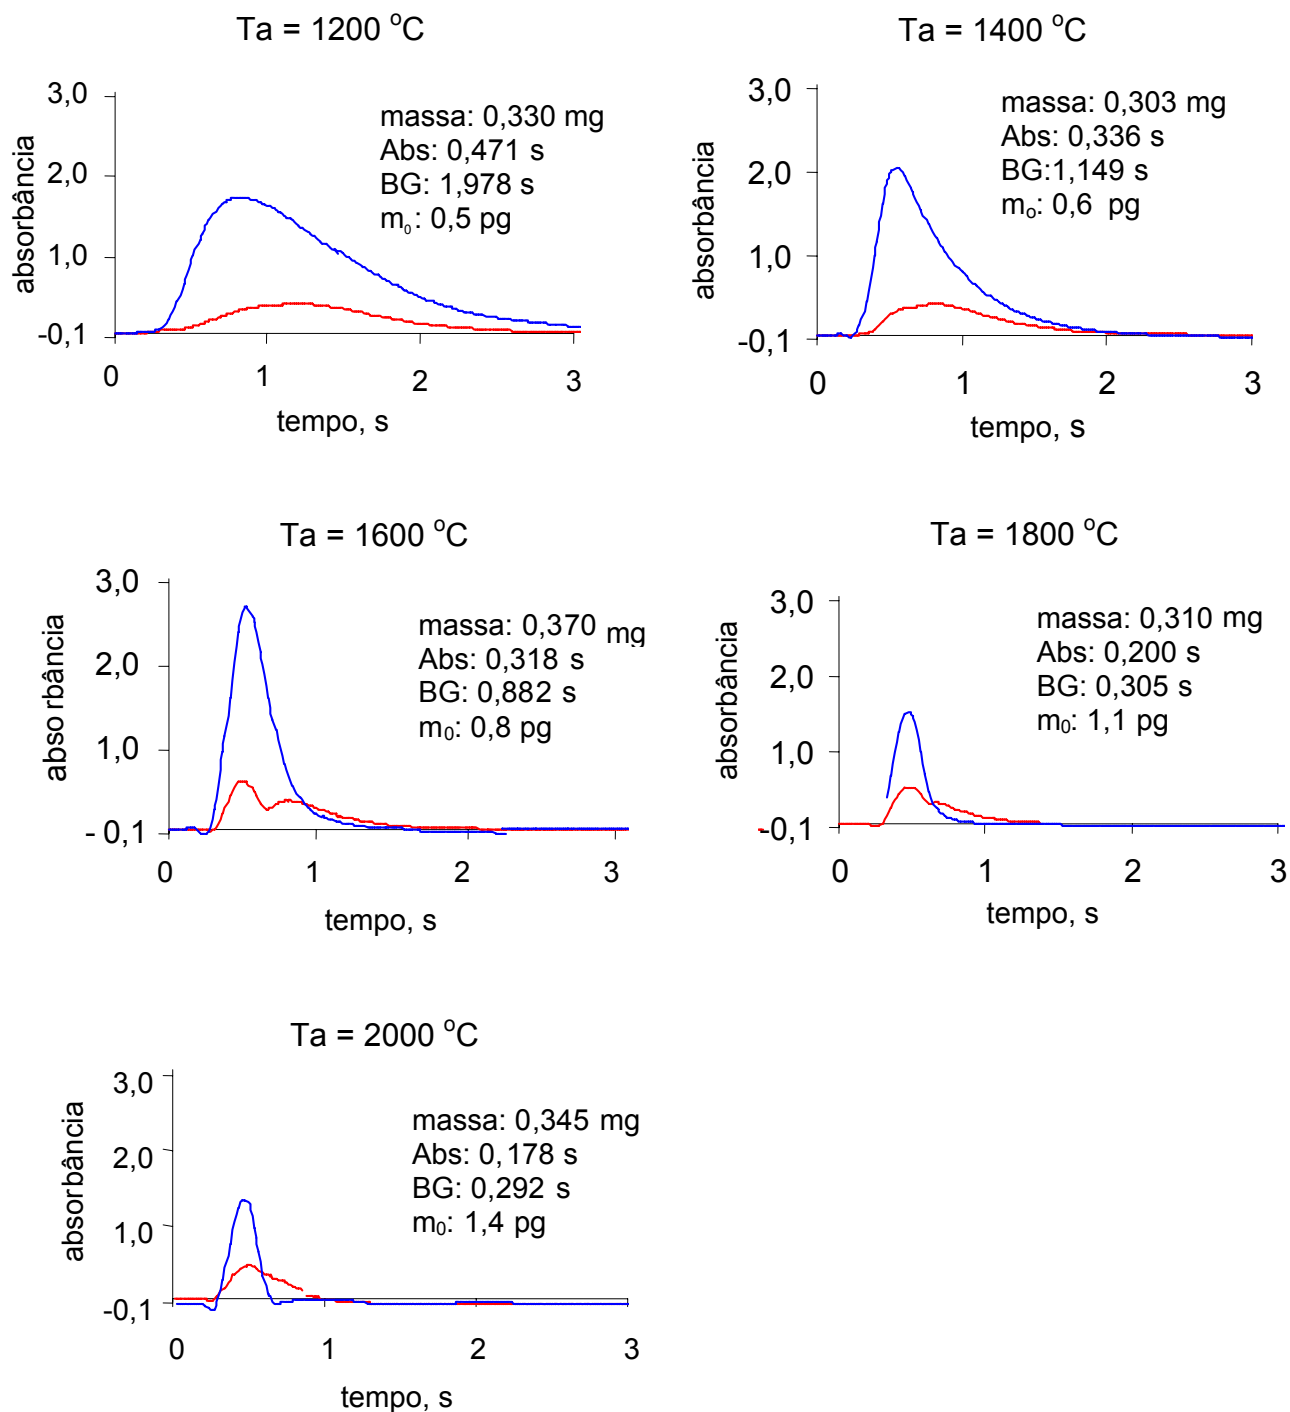 Ta = 1200 °C
3,0
2,0
1,0
-0,1
absorbância
massa: 0,330 mg
Abs: 0,471 s
BG: 1,978 s
m₀: 0,5 pg
0 1 2 3
tempo, s
Ta = 1400 °C
3,0
2,0
1,0
-0,1
absorbância
massa: 0,303 mg
Abs: 0,336 s
BG:1,149 s
mₒ: 0,6 pg
0 1 2 3
tempo, s
Ta = 1600 °C
3,0
2,0
1,0
- 0,1
absorbância
massa: 0,370 mg
Abs: 0,318 s
BG: 0,882 s
m₀: 0,8 pg
0 1 2 3
tempo, s
Ta = 1800 °C
3,0
2,0
1,0
-0,1
absorbância
massa: 0,310 mg
Abs: 0,200 s
BG: 0,305 s
m₀: 1,1 pg
0 1 2 3
tempo, s
Ta = 2000 °C
3,0
2,0
1,0
-0,1
absorbância
massa: 0,345 mg
Abs: 0,178 s
BG: 0,292 s
m₀: 1,4 pg
0 1 2 3
tempo, s